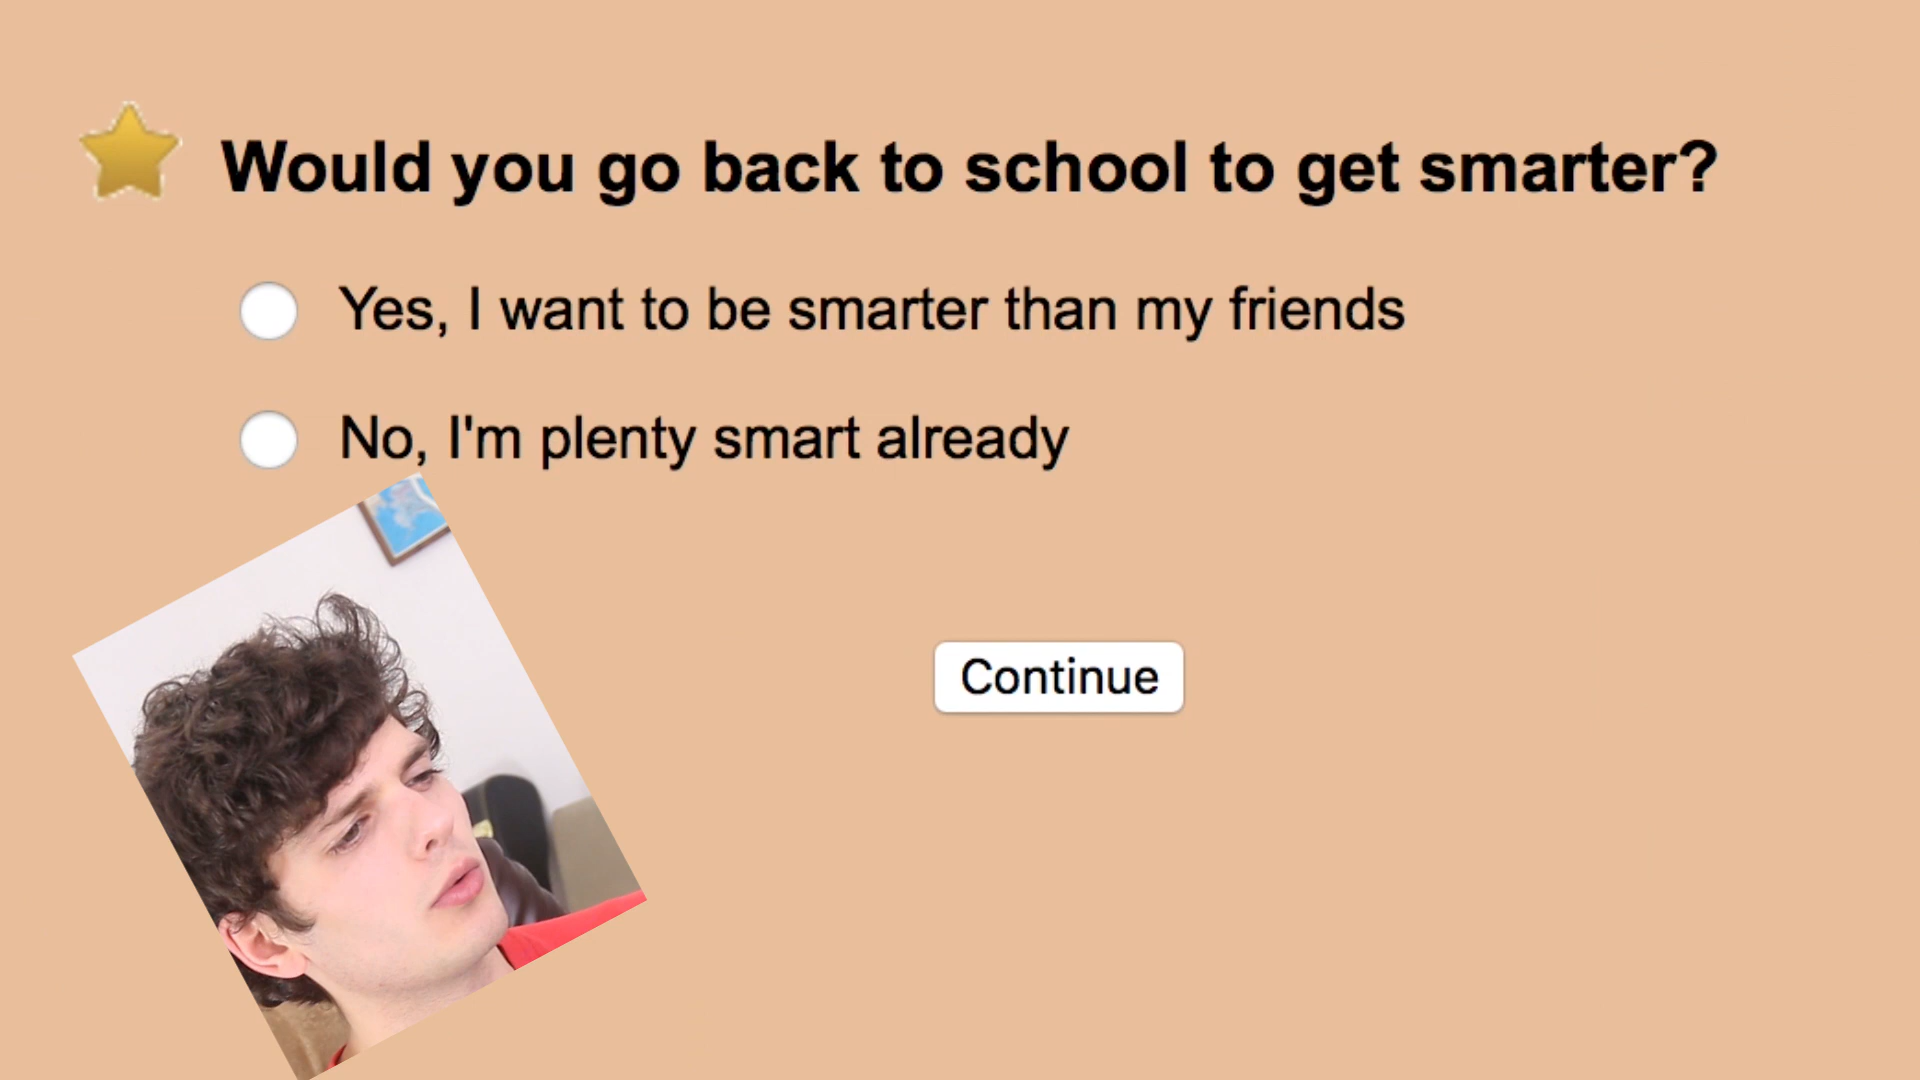 Would you go back to school to get smarter?
Yes, I want to be smarter than my friends
No, I'm plenty smart already
Continue